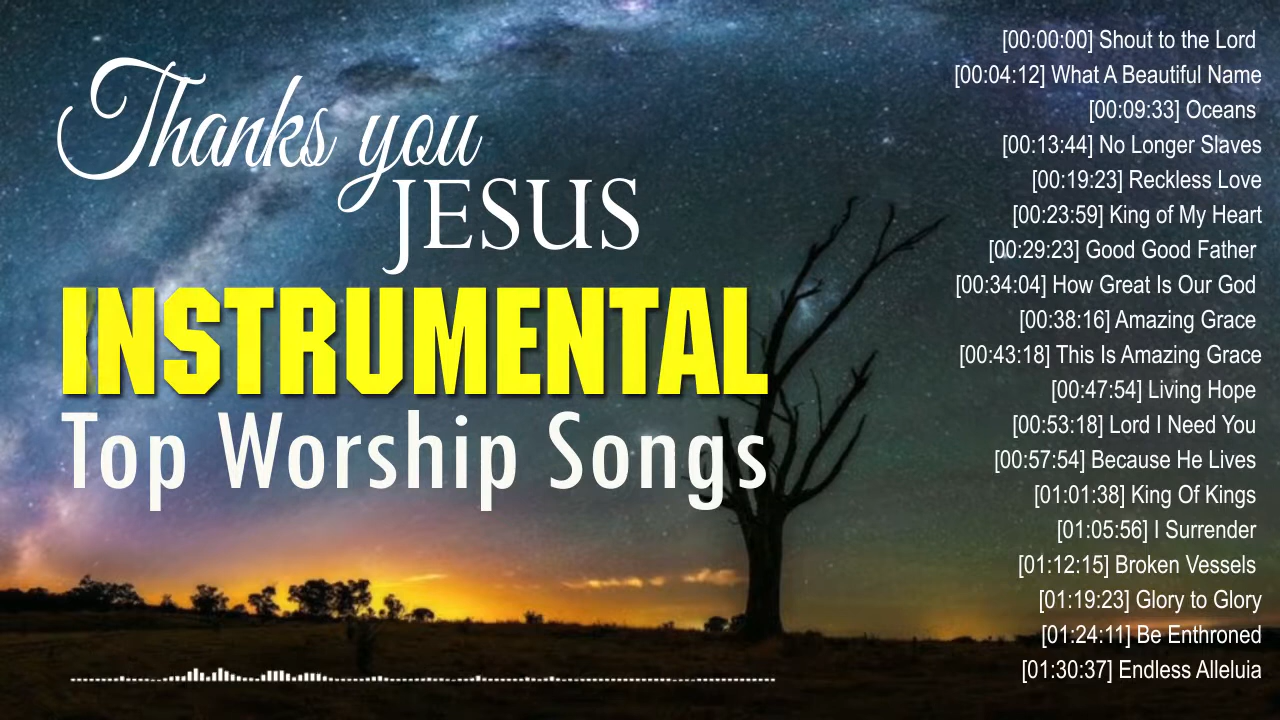 Thanks you
JESUS
INSTRUMENTAL
Top Worship Songs
[00:00:00] Shout to the Lord
[00:04:12] What A Beautiful Name
[00:09:33] Oceans
[00:13:44] No Longer Slaves
[00:19:23] Reckless Love
[00:23:59] King of My Heart
[00:29:23] Good Good Father
[00:34:04] How Great Is Our God
[00:38:16] Amazing Grace
[00:43:18] This Is Amazing Grace
[00:47:54] Living Hope
[00:53:18] Lord I Need You
[00:57:54] Because He Lives
[01:01:38] King Of Kings
[01:05:56] I Surrender
[01:12:15] Broken Vessels
[01:19:23] Glory to Glory
[01:24:11] Be Enthroned
[01:30:37] Endless Alleluia